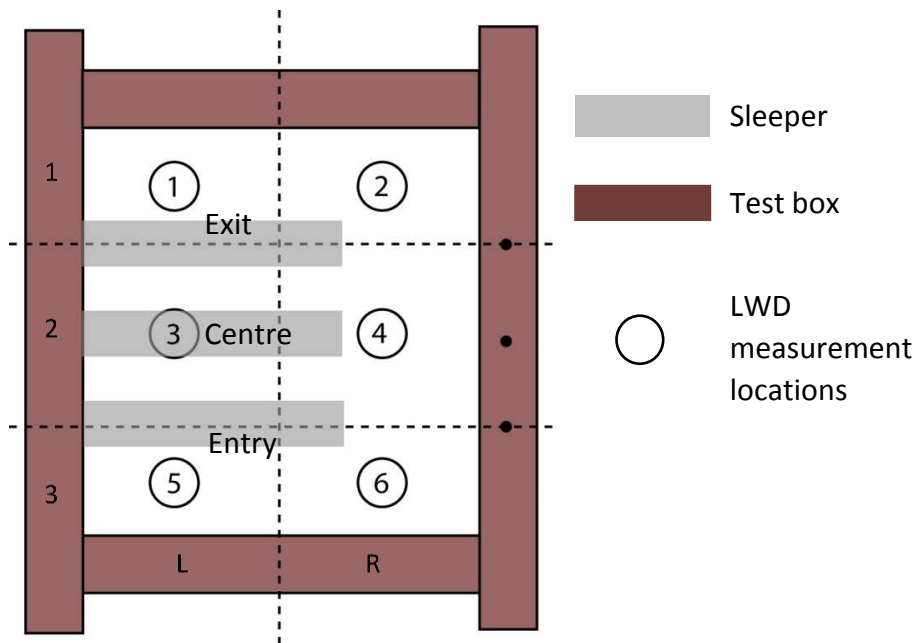 1
1
2
Exit
2
3
Centre
4
Entry
3
5
6
L
R
Sleeper
Test box
LWD
measurement
locations